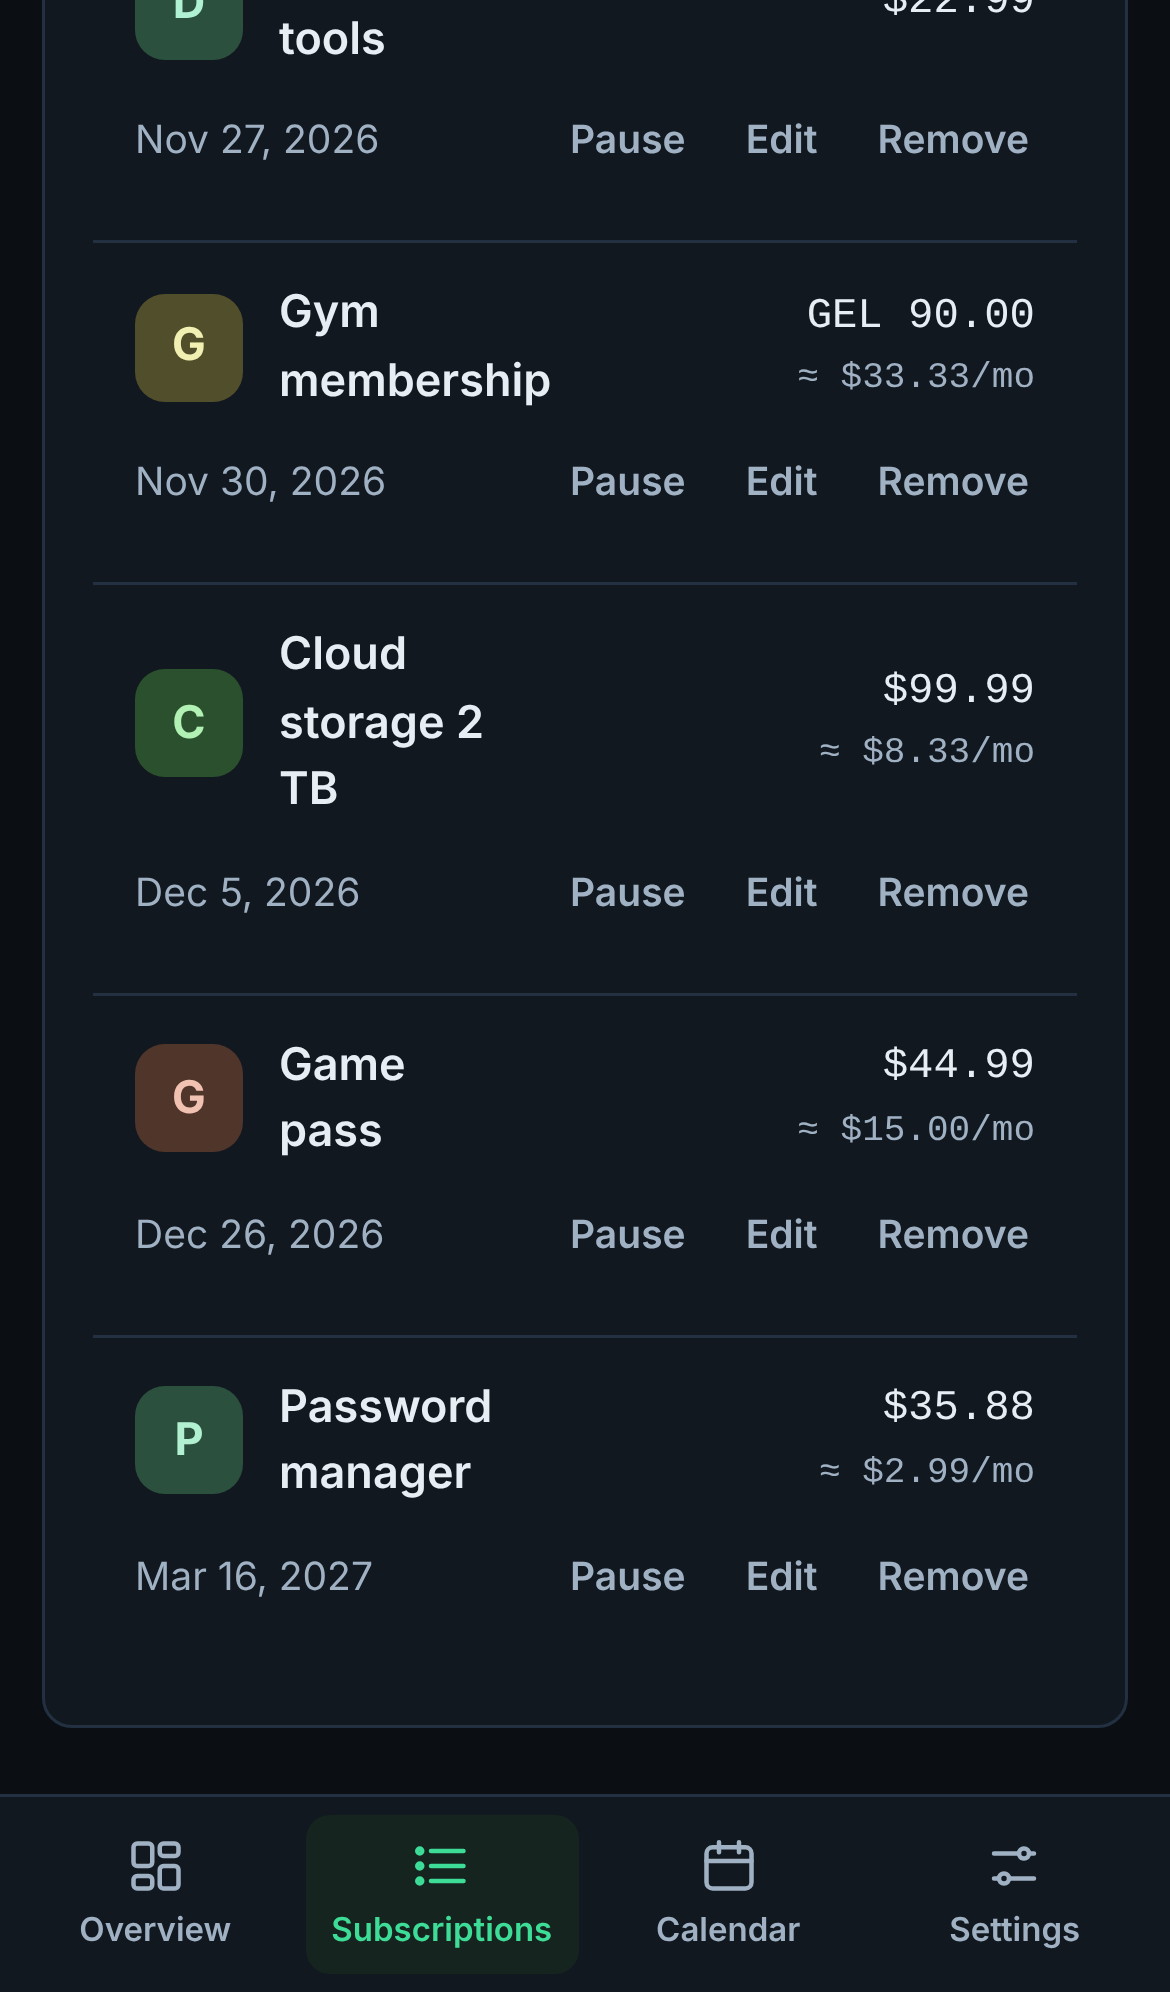 D
tools
$22.99
Nov 27, 2026 Pause Edit Remove
G
Gym
membership
GEL 90.00
≈ $33.33/mo
Nov 30, 2026 Pause Edit Remove
C
Cloud
storage 2
TB
$99.99
≈ $8.33/mo
Dec 5, 2026 Pause Edit Remove
G
Game
pass
$44.99
≈ $15.00/mo
Dec 26, 2026 Pause Edit Remove
P
Password
manager
$35.88
≈ $2.99/mo
Mar 16, 2027 Pause Edit Remove
Overview Subscriptions Calendar Settings